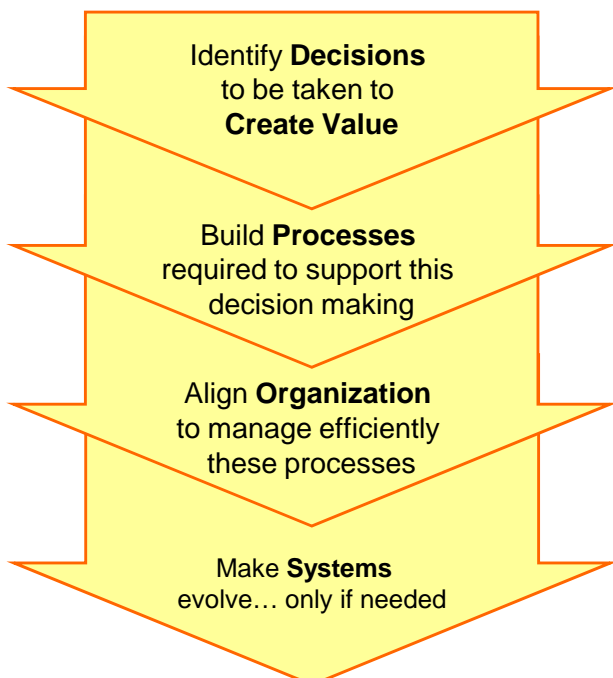 Identify Decisions
to be taken to
Create Value
Build Processes
required to support this
decision making
Align Organization
to manage efficiently
these processes
Make Systems
evolve… only if needed